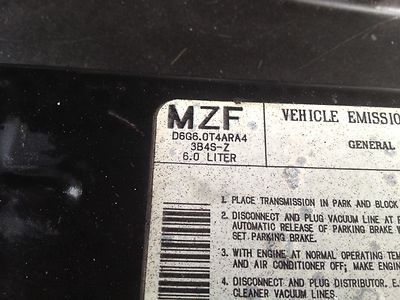 MZF
D6G6.0T4ARA4
3B4S-Z
6.0 LITER
VEHICLE EMISSIO
GENERAL
1. PLACE TRANSMISSION IN PARK AND BLOCK
2. DISCONNECT AND PLUG VACUUM LINE AT
AUTOMATIC RELEASE OF PARKING BRAKE
SET PARKING BRAKE.
3. WITH ENGINE AT NORMAL OPERATING TEM
AND AIR CONDITIONER OFF; MAKE ENGIN
4. DISCONNECT AND PLUG DISTRIBUTOR, E.
CLEANER VACUUM LINES